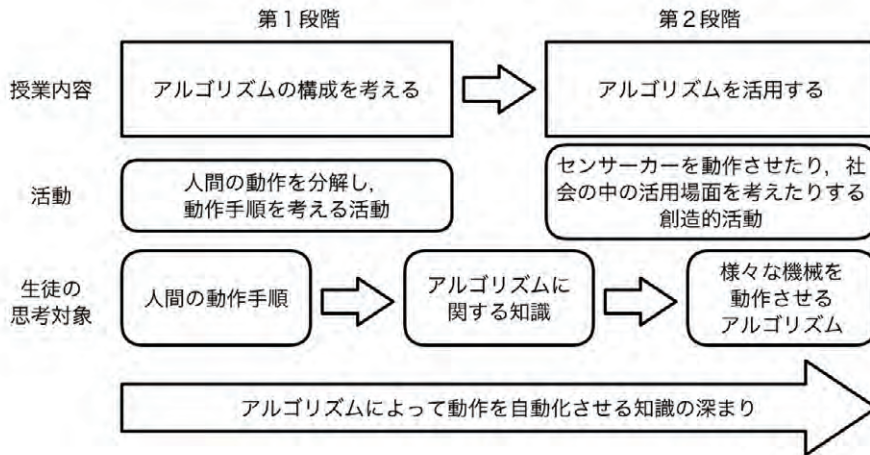 第1段階
第2段階
授業内容
アルゴリズムの構成を考える
アルゴリズムを活用する
活動
人間の動作を分解し,
動作手順を考える活動
センサーカーを動作させたり,社
会の中の活用場面を考えたりする
創造的活動
生徒の
思考対象
人間の動作手順
アルゴリズムに
関する知識
様々な機械を
動作させる
アルゴリズム
アルゴリズムによって動作を自動化させる知識の深まり